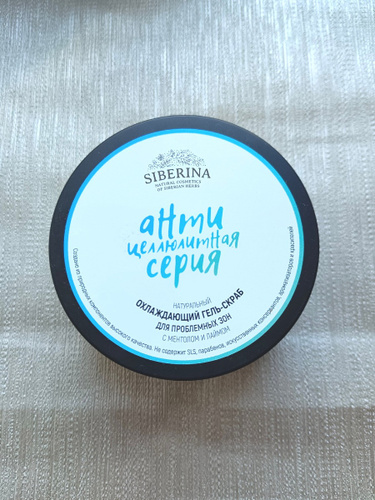 SIBERINA
NATURAL COSMETICS
OF SIBERIAN HERBS
анти
целлюлитная
серия
НАТУРАЛЬНЫЙ
ОХЛАЖДАЮЩИЙ ГЕЛЬ-СКРАБ
ДЛЯ ПРОБЛЕМНЫХ ЗОН
С МЕНТОЛОМ И ЛАЙМОМ
Создано из природных компонентов высокого качества. Не содержит SLS, парабенов, искусственных консервантов, ароматизаторов и красителей.